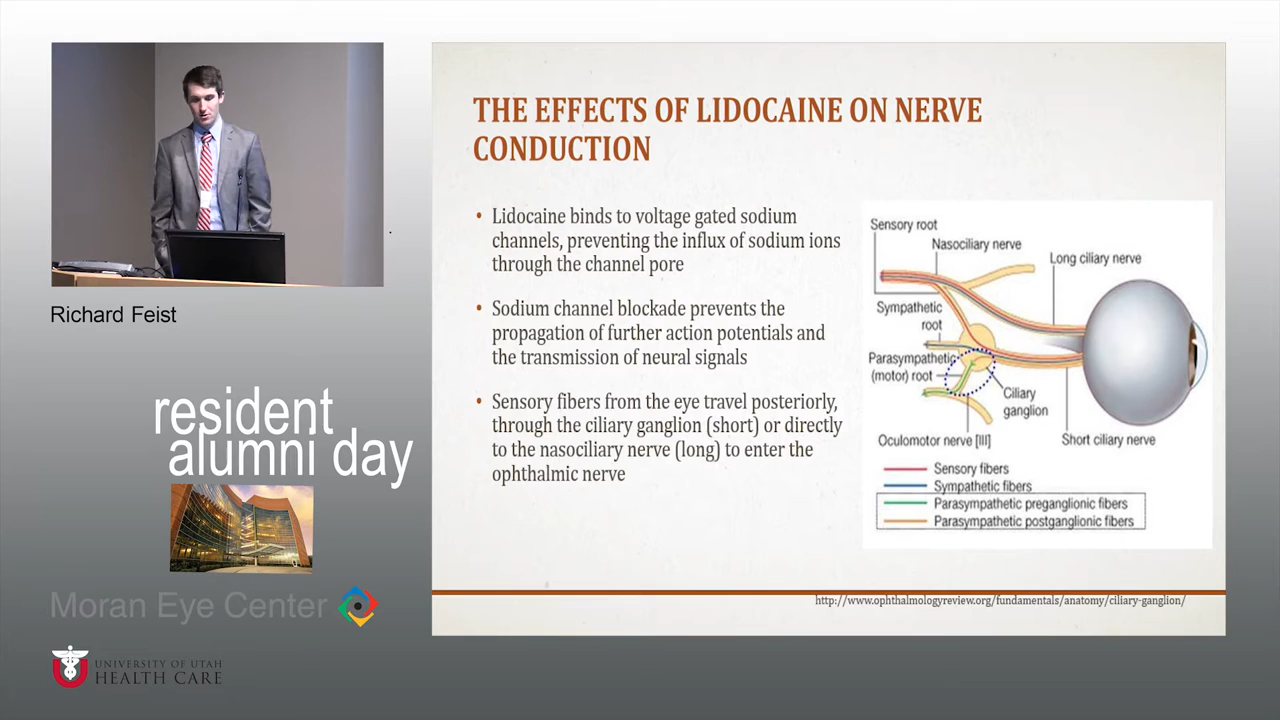 Richard Feist
resident
alumni day
Moran Eye Center
UNIVERSITY OF UTAH
HEALTH CARE
THE EFFECTS OF LIDOCAINE ON NERVE
CONDUCTION
• Lidocaine binds to voltage gated sodium
channels, preventing the influx of sodium ions
through the channel pore
• Sodium channel blockade prevents the
propagation of further action potentials and
the transmission of neural signals
• Sensory fibers from the eye travel posteriorly,
through the ciliary ganglion (short) or directly
to the nasociliary nerve (long) to enter the
ophthalmic nerve
Sensory root
Nasociliary nerve
Long ciliary nerve
Sympathetic
root
Parasympathetic
(motor) root
Ciliary
ganglion
Oculomotor nerve [III]
Short ciliary nerve
Sensory fibers
Sympathetic fibers
Parasympathetic preganglionic fibers
Parasympathetic postganglionic fibers
http://www.ophthalmologyreview.org/fundamentals/anatomy/ciliary-ganglion/